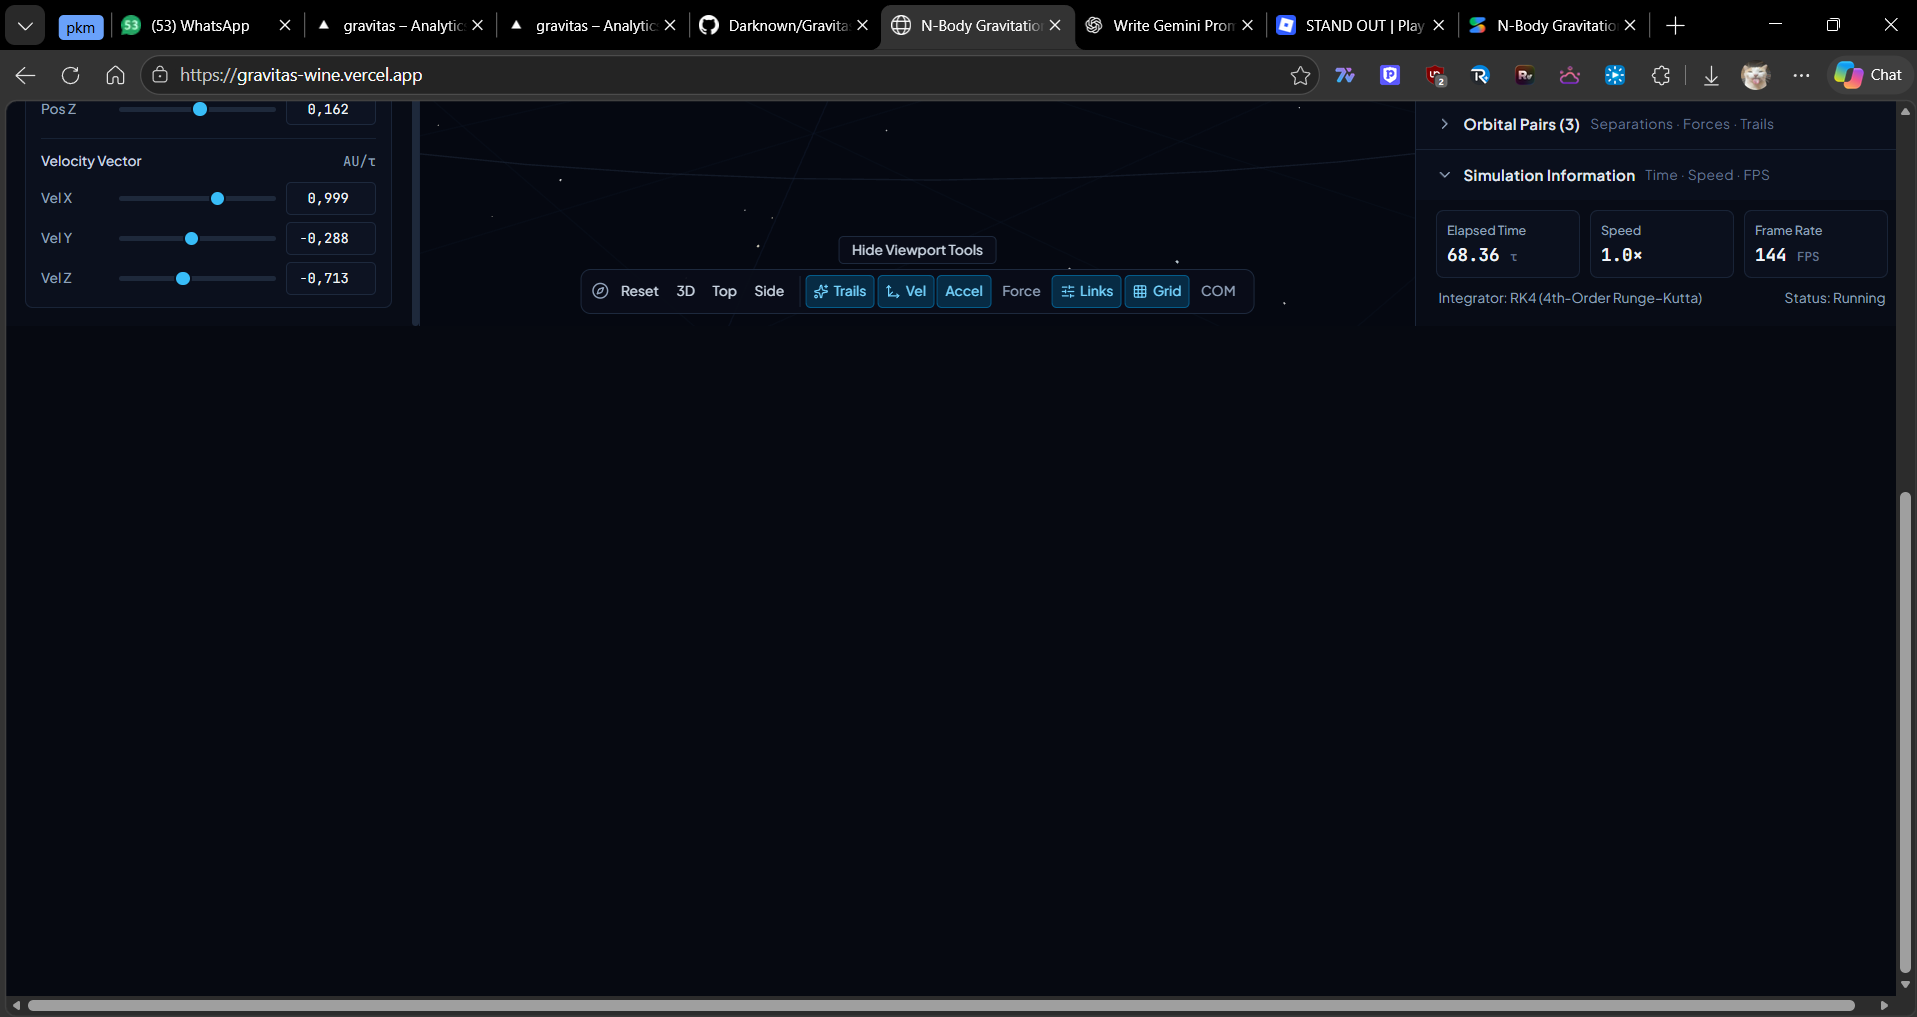 pkm
53
(53) WhatsApp
gravitas – Analytic
gravitas – Analytic
Darknown/Gravita
N-Body Gravitatio
Write Gemini Pron
STAND OUT | Play
N-Body Gravitatio
https://gravitas-wine.vercel.app
2
Chat
Pos Z 0,162
Velocity Vector AU/τ
Vel X 0,999
Vel Y -0,288
Vel Z -0,713
Hide Viewport Tools
Reset 3D Top Side Trails Vel Accel Force Links Grid COM
Orbital Pairs (3) Separations · Forces · Trails
Simulation Information Time · Speed · FPS
Elapsed Time
68.36 τ
Speed
1.0×
Frame Rate
144 FPS
Integrator: RK4 (4th-Order Runge–Kutta) Status: Running